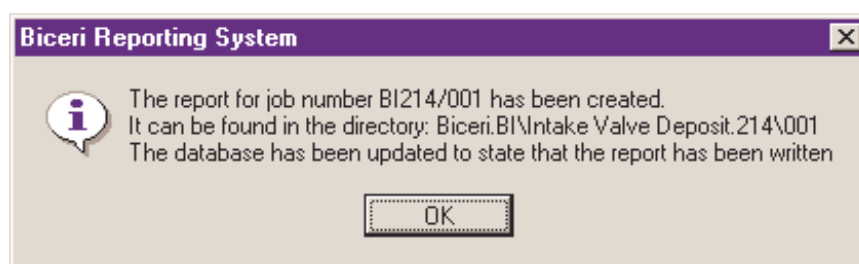 Biceri Reporting System
The report for job number BI214/001 has been created.
It can be found in the directory: Biceri.BI\Intake Valve Deposit.214\001
The database has been updated to state that the report has been written
OK